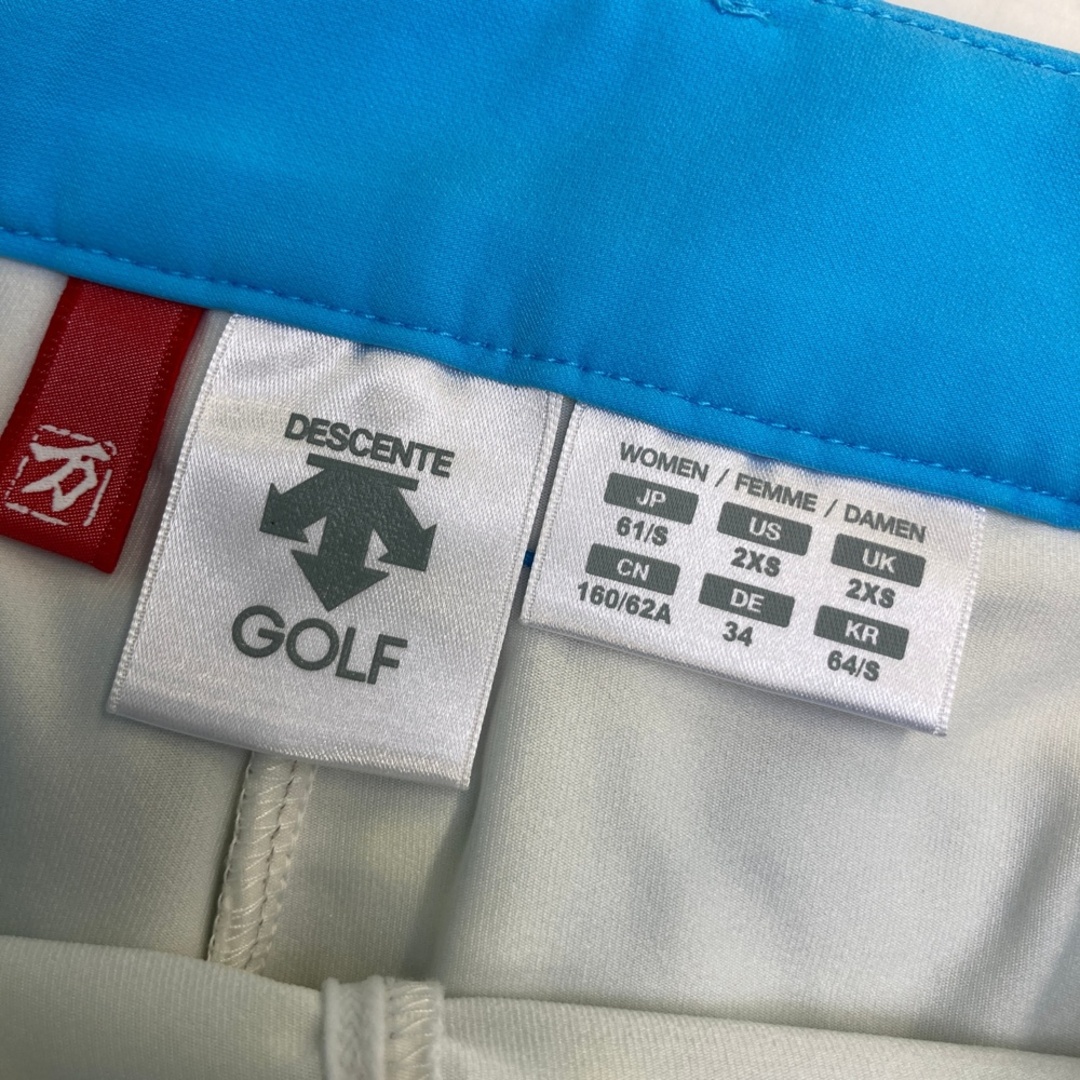 DESCENTE
GOLF
WOMEN / FEMME / DAMEN
JP US UK
61/S 2XS 2XS
CN DE KR
160/62A 34 64/S